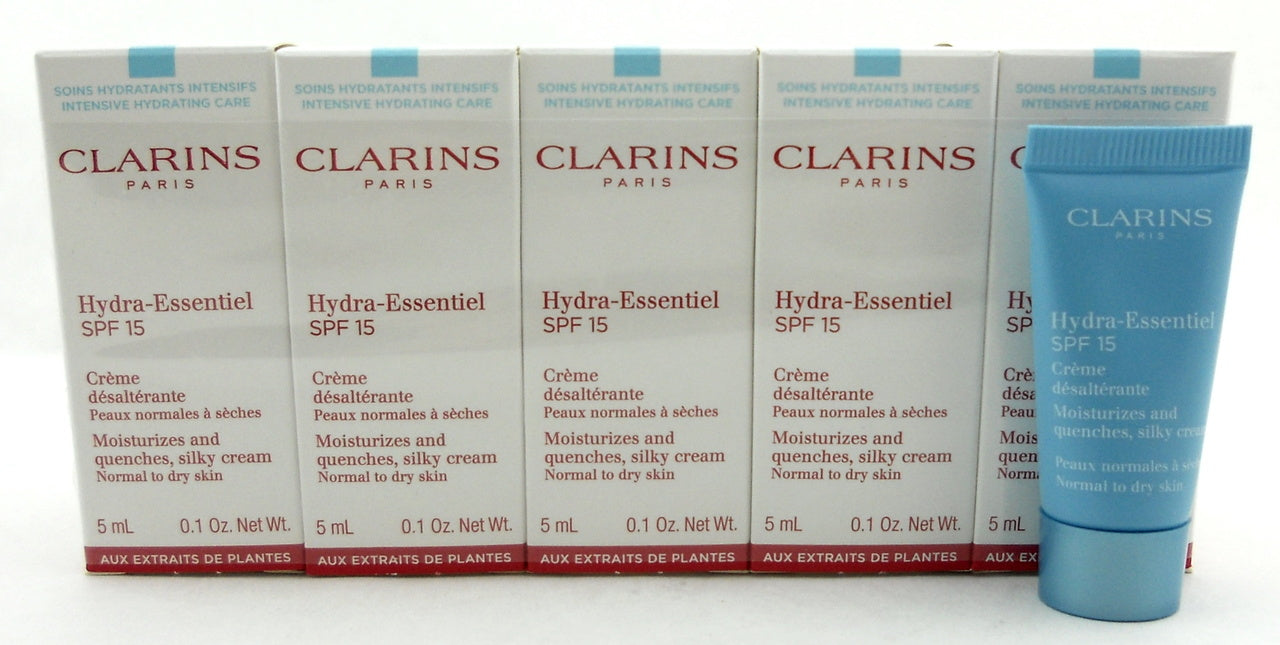 SOINS HYDRATANTS INTENSIFS
INTENSIVE HYDRATING CARE
CLARINS
PARIS
Hydra-Essentiel
SPF 15
Crème
désaltérante
Peaux normales à sèches
Moisturizes and
quenches, silky cream
Normal to dry skin
5 mL 0.1 Oz. Net Wt.
AUX EXTRAITS DE PLANTES
SOINS HYDRATANTS INTENSIFS
INTENSIVE HYDRATING CARE
CLARINS
PARIS
Hydra-Essentiel
SPF 15
Crème
désaltérante
Peaux normales à sèches
Moisturizes and
quenches, silky cream
Normal to dry skin
5 mL 0.1 Oz. Net Wt.
AUX EXTRAITS DE PLANTES
SOINS HYDRATANTS INTENSIFS
INTENSIVE HYDRATING CARE
CLARINS
PARIS
Hydra-Essentiel
SPF 15
Crème
désaltérante
Peaux normales à sèches
Moisturizes and
quenches, silky cream
Normal to dry skin
5 mL 0.1 Oz. Net Wt.
AUX EXTRAITS DE PLANTES
SOINS HYDRATANTS INTENSIFS
INTENSIVE HYDRATING CARE
CLARINS
PARIS
Hydra-Essentiel
SPF 15
Crème
désaltérante
Peaux normales à sèches
Moisturizes and
quenches, silky cream
Normal to dry skin
5 mL 0.1 Oz. Net Wt.
AUX EXTRAITS DE PLANTES
SOINS HYDRATANTS INTENSIFS
INTENSIVE HYDRATING CARE
5 mL
AUX
CLARINS
PARIS
Hydra-Essentiel
SPF 15
Crème
désaltérante
Moisturizes and
quenches, silky
Peaux normales à
Normal to dry skin